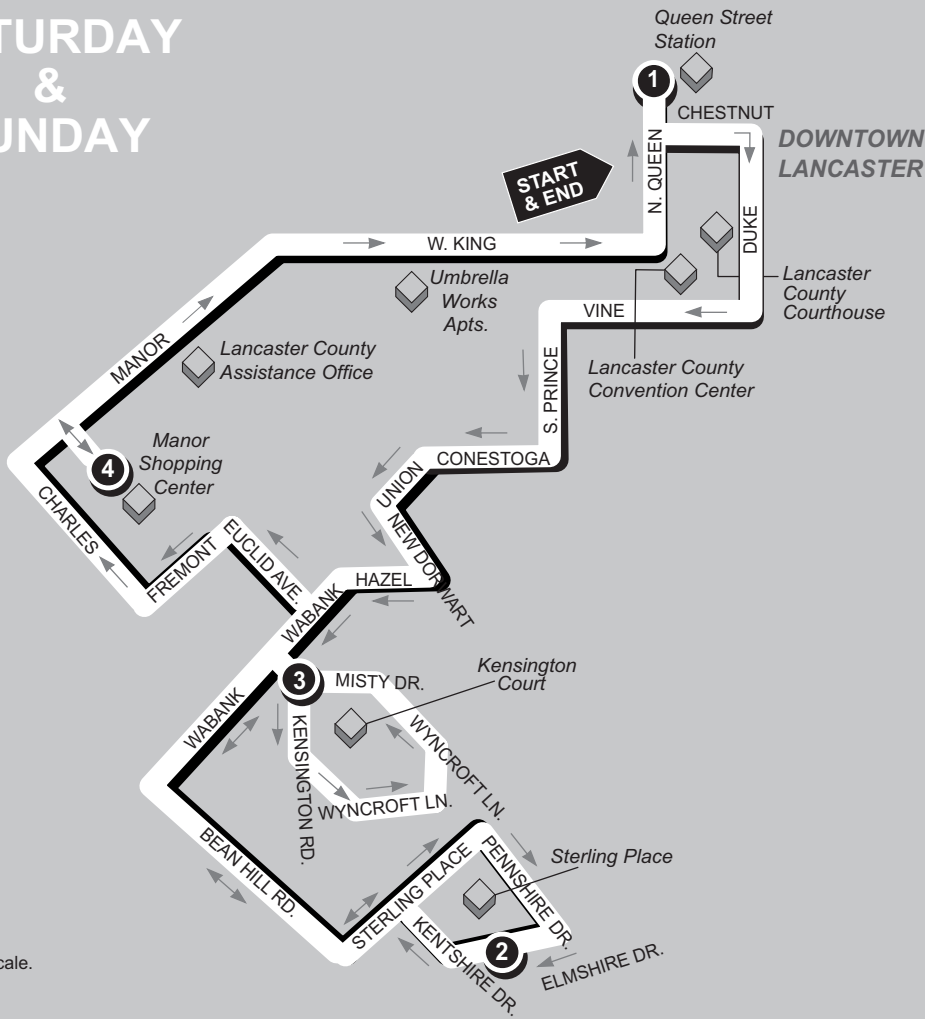 &
Queen Street
Station
1
CHESTNUT
DOWNTOWN
LANCASTER
START
& END
N. QUEEN
DUKE
W. KING
Umbrella
Works
Apts.
Lancaster
County
Courthouse
VINE
MANOR
Lancaster County
Assistance Office
S. PRINCE
Lancaster County
Convention Center
Manor
Shopping
Center
4
CONESTOGA
UNION
CHARLES
NEW DORWART
EUCLID AVE.
FREMONT
HAZEL
WABANK
3
MISTY DR.
Kensington
Court
WABANK
KENSINGTON RD.
WYNCROFT LN.
WYNCROFT LN.
BEAN HILL RD.
STERLING PLACE
PENNSHIRE DR.
Sterling Place
2
KENTSHIRE DR.
ELMSHIRE DR.